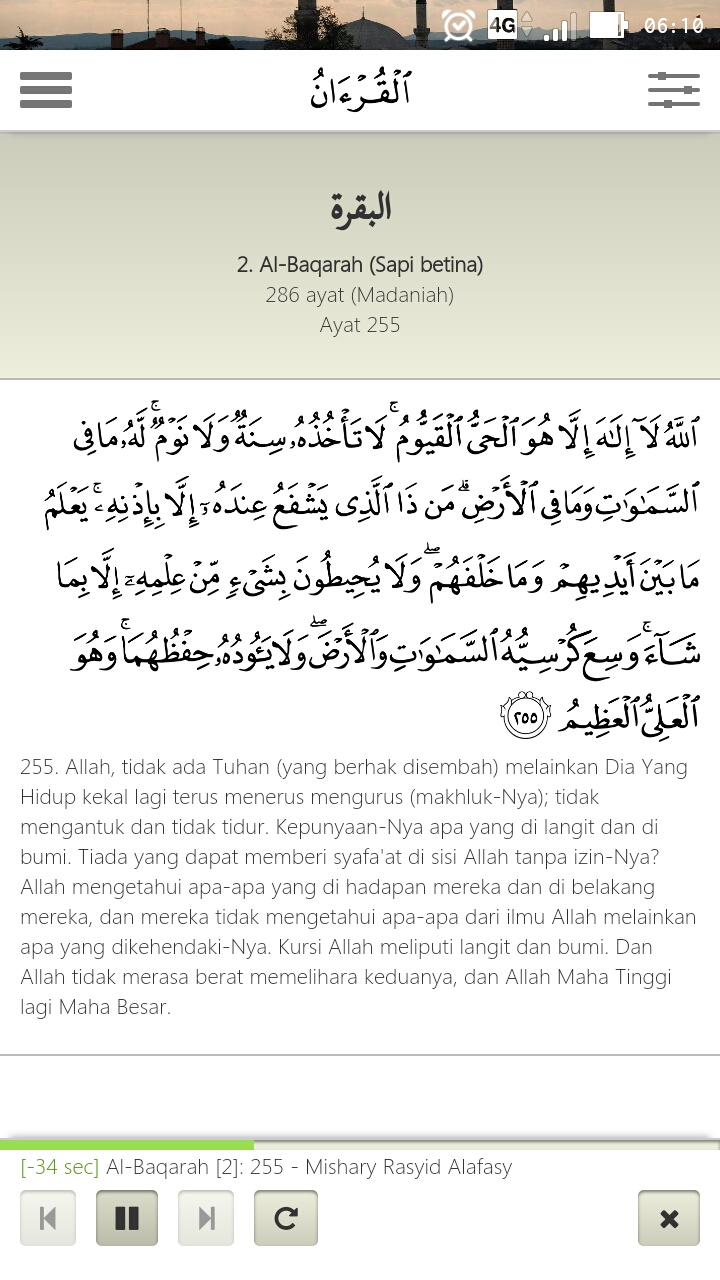 4G 06:10
ٱلْقُرْءَانُ
البقرة
2. Al-Baqarah (Sapi betina)
286 ayat (Madaniah)
Ayat 255
ٱللَّهُ لَآ إِلَٰهَ إِلَّا هُوَ ٱلْحَىُّ ٱلْقَيُّومُ ۚ لَا تَأْخُذُهُۥ سِنَةٌ وَلَا نَوْمٌ ۚ لَّهُۥ مَا فِى
ٱلسَّمَٰوَٰتِ وَمَا فِى ٱلْأَرْضِ ۗ مَن ذَا ٱلَّذِى يَشْفَعُ عِندَهُۥٓ إِلَّا بِإِذْنِهِۦ ۚ يَعْلَمُ
مَا بَيْنَ أَيْدِيهِمْ وَمَا خَلْفَهُمْ ۖ وَلَا يُحِيطُونَ بِشَىْءٍ مِّنْ عِلْمِهِۦٓ إِلَّا بِمَا
شَآءَ ۚ وَسِعَ كُرْسِيُّهُ ٱلسَّمَٰوَٰتِ وَٱلْأَرْضَ ۖ وَلَا يَـُٔودُهُۥ حِفْظُهُمَا ۚ وَهُوَ
ٱلْعَلِىُّ ٱلْعَظِيمُ ٢٥٥
255. Allah, tidak ada Tuhan (yang berhak disembah) melainkan Dia Yang
Hidup kekal lagi terus menerus mengurus (makhluk-Nya); tidak
mengantuk dan tidak tidur. Kepunyaan-Nya apa yang di langit dan di
bumi. Tiada yang dapat memberi syafa'at di sisi Allah tanpa izin-Nya?
Allah mengetahui apa-apa yang di hadapan mereka dan di belakang
mereka, dan mereka tidak mengetahui apa-apa dari ilmu Allah melainkan
apa yang dikehendaki-Nya. Kursi Allah meliputi langit dan bumi. Dan
Allah tidak merasa berat memelihara keduanya, dan Allah Maha Tinggi
lagi Maha Besar.
[-34 sec] Al-Baqarah [2]: 255 - Mishary Rasyid Alafasy